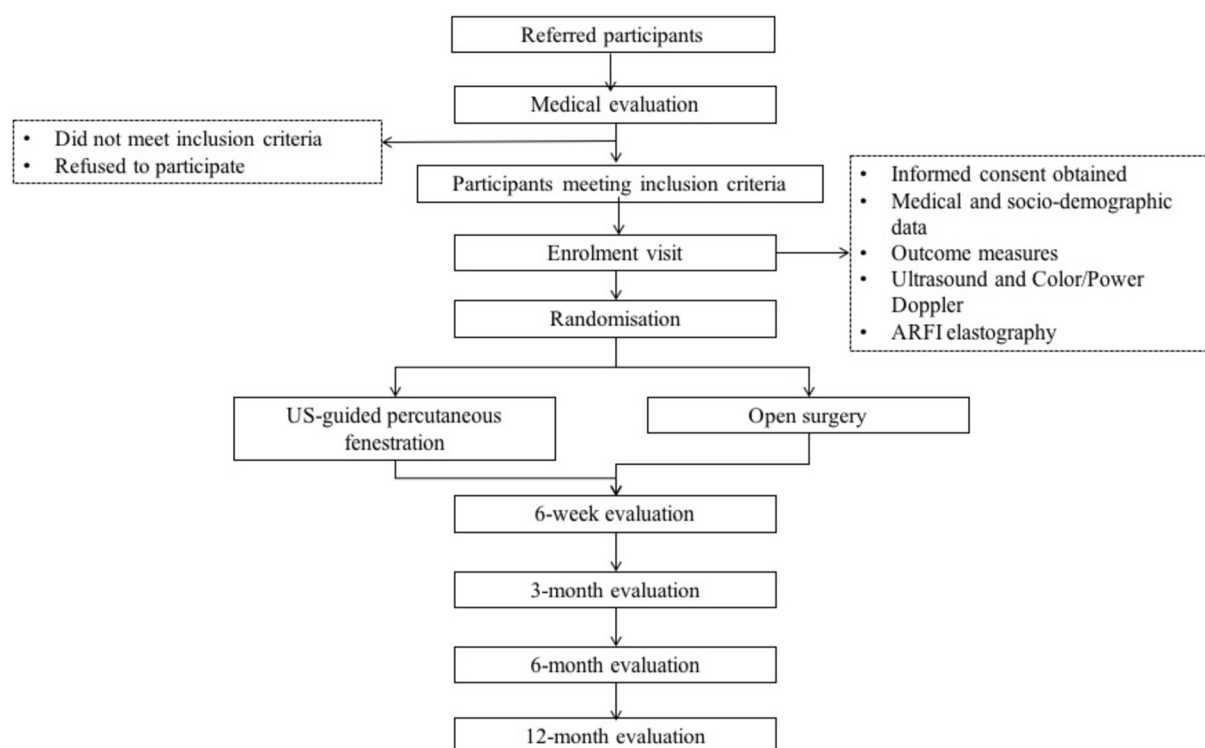 Referred participants
Medical evaluation
• Did not meet inclusion criteria
• Refused to participate
Participants meeting inclusion criteria
• Informed consent obtained
• Medical and socio-demographic
data
• Outcome measures
• Ultrasound and Color/Power
Doppler
• ARFI elastography
Enrolment visit
Randomisation
US-guided percutaneous
fenestration
Open surgery
6-week evaluation
3-month evaluation
6-month evaluation
12-month evaluation